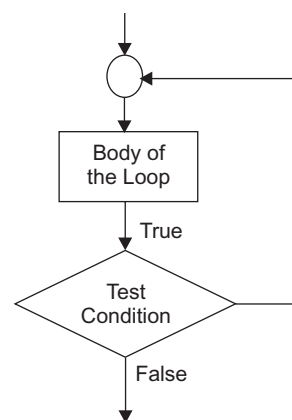 Body of
the Loop
True
Test
Condition
False